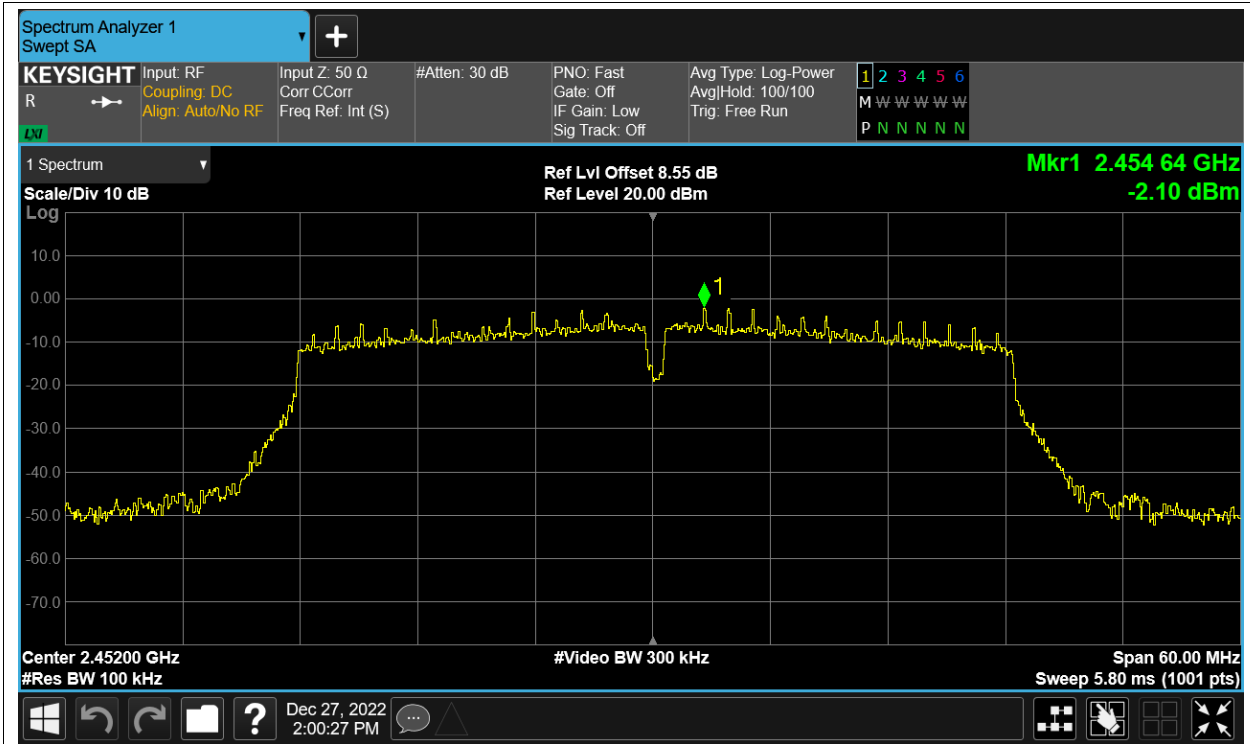 Spectrum Analyzer 1
Swept SA
KEYSIGHT
R
LXI
Input: RF
Coupling: DC
Align: Auto/No RF
Input Z: 50 Ω
Corr CCorr
Freq Ref: Int (S)
#Atten: 30 dB
PNO: Fast
Gate: Off
IF Gain: Low
Sig Track: Off
Avg Type: Log-Power
Avg|Hold: 100/100
Trig: Free Run
1 2 3 4 5 6
M W W W W W W
P N N N N N N
1 Spectrum
Scale/Div 10 dB
Log
Ref Lvl Offset 8.55 dB
Ref Level 20.00 dBm
Mkr1 2.454 64 GHz
-2.10 dBm
10.0
0.00
-10.0
-20.0
-30.0
-40.0
-50.0
-60.0
-70.0
1
Center 2.45200 GHz
#Res BW 100 kHz
#Video BW 300 kHz
Span 60.00 MHz
Sweep 5.80 ms (1001 pts)
?
Dec 27, 2022
2:00:27 PM